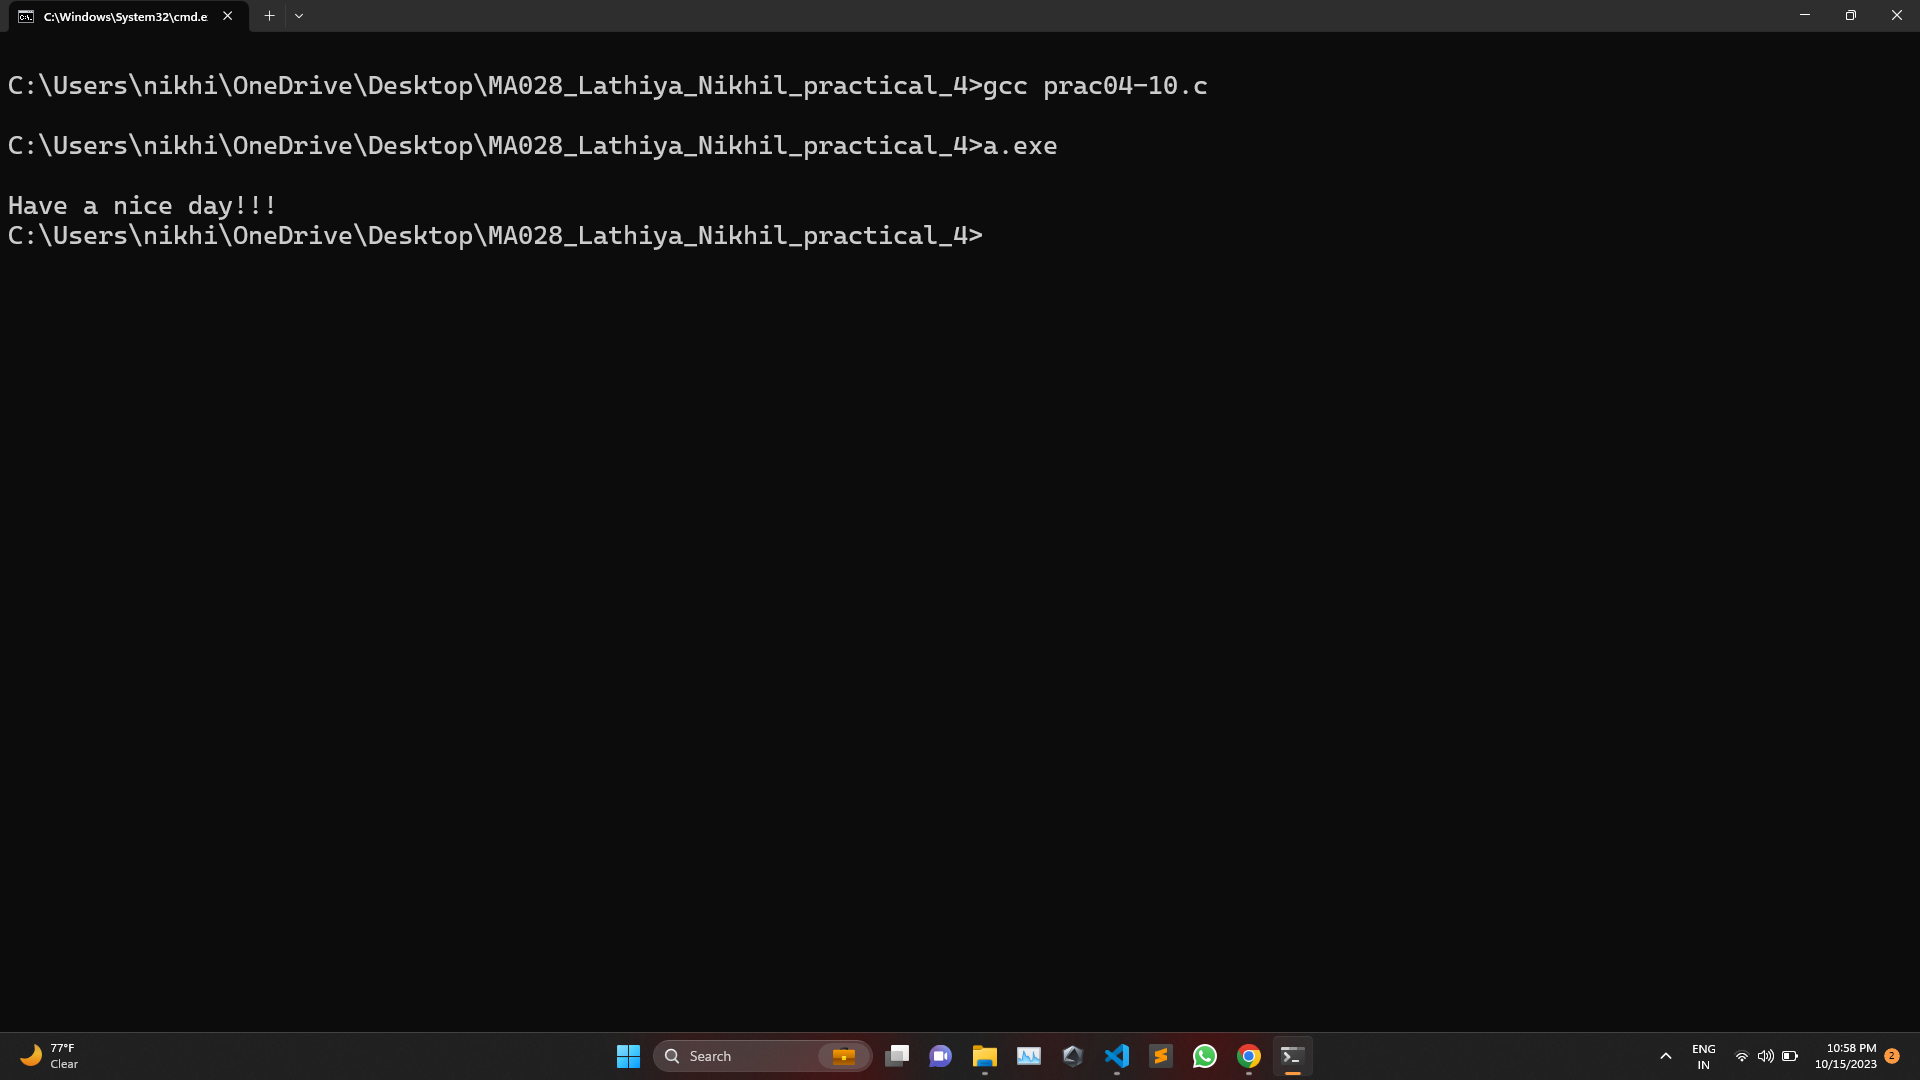 C:\Windows\System32\cmd.e
C:\Users\nikhi\OneDrive\Desktop\MA028_Lathiya_Nikhil_practical_4>gcc prac04-10.c
C:\Users\nikhi\OneDrive\Desktop\MA028_Lathiya_Nikhil_practical_4>a.exe
Have a nice day!!!
C:\Users\nikhi\OneDrive\Desktop\MA028_Lathiya_Nikhil_practical_4>
77°F
Clear
Search
ENG
IN
10:58 PM
10/15/2023
2